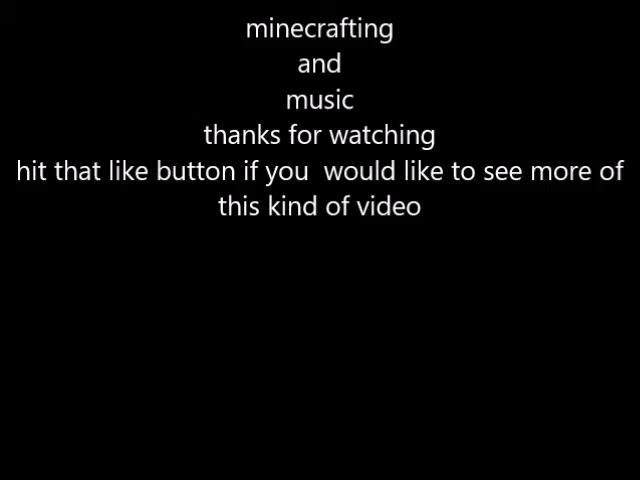 minecrafting
and
music
thanks for watching
hit that like button if you  would like to see more of
this kind of video